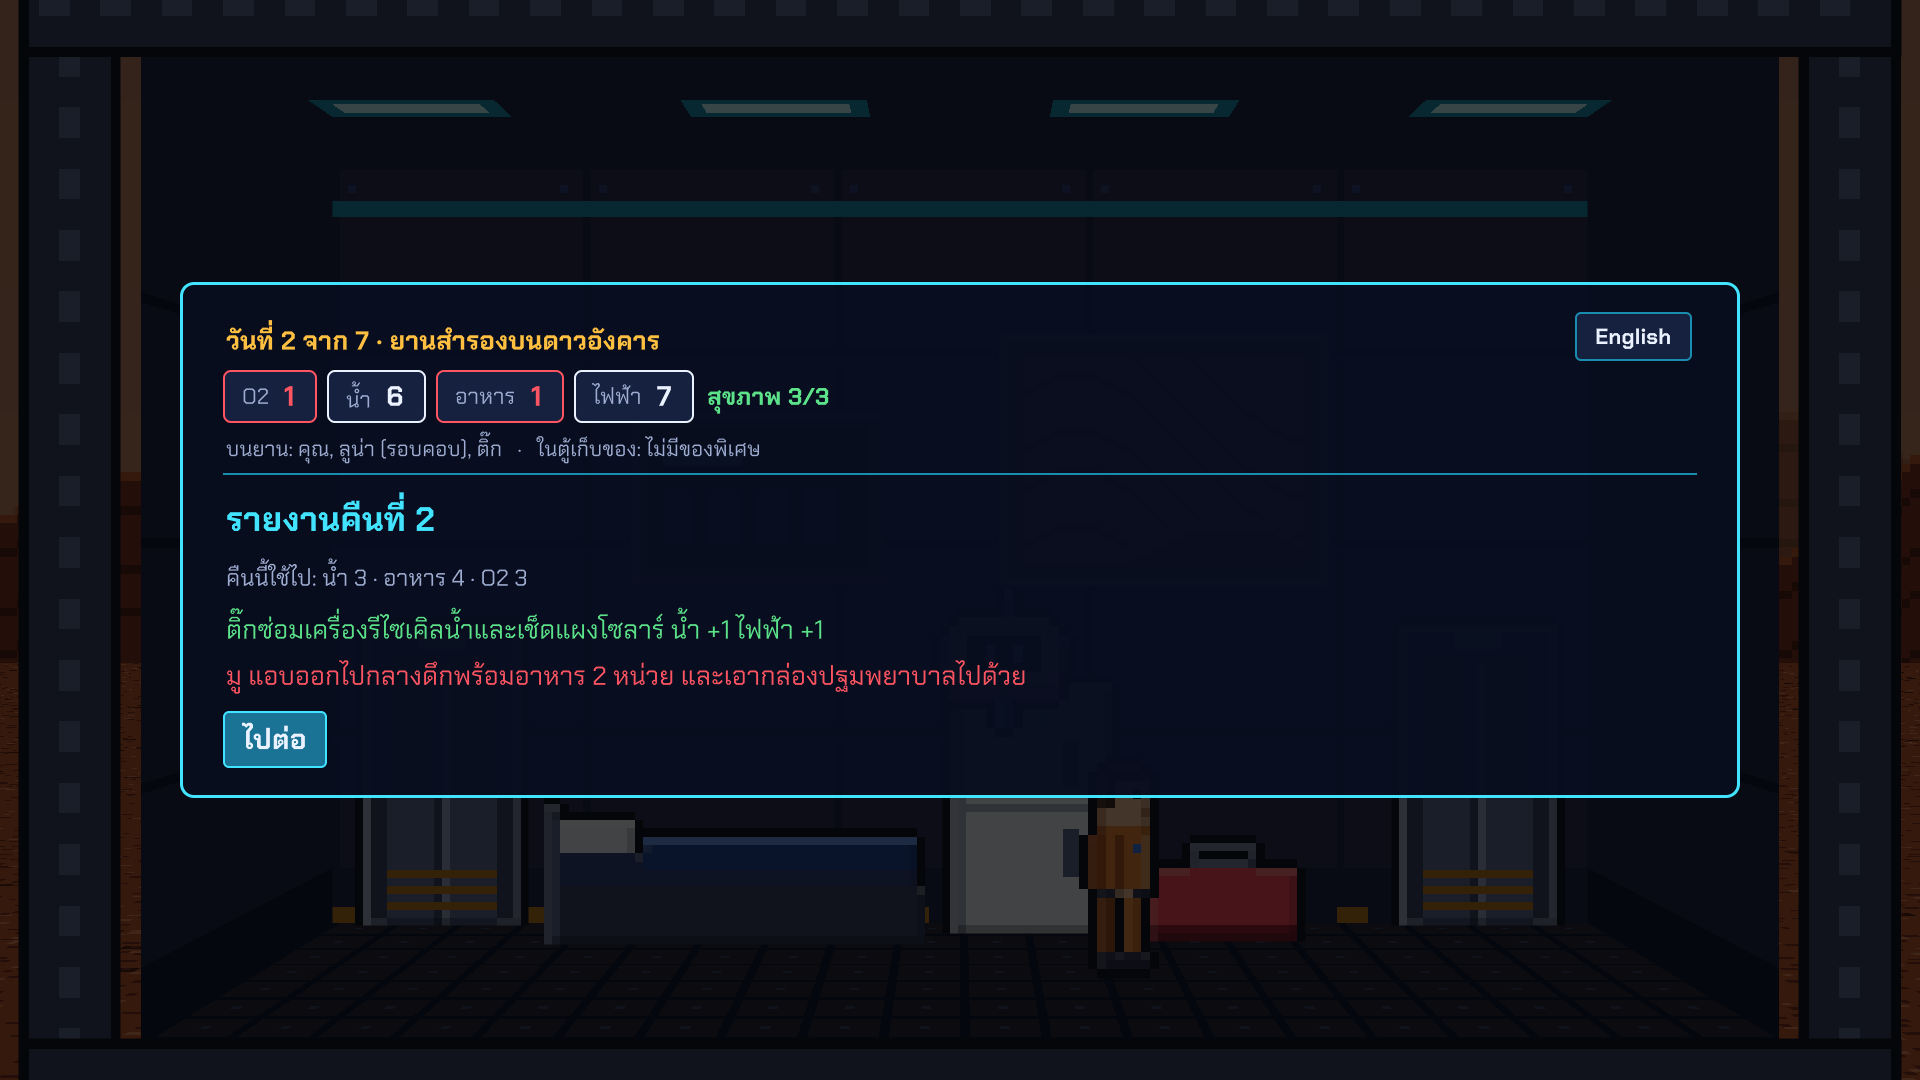 วันที่ 2 จาก 7 · ยานสำรองบนดาวอังคาร
English
O2 1 น้ำ 6 อาหาร 1 ไฟฟ้า 7 สุขภาพ 3/3
บนยาน: คุณ, ลูน่า (รอบคอบ), ติ๊ก · ในตู้เก็บของ: ไม่มีของพิเศษ
รายงานคืนที่ 2
คืนนี้ใช้ไป: น้ำ 3 · อาหาร 4 · O2 3
ติ๊กซ่อมเครื่องรีไซเคิลน้ำและเช็ดแผงโซลาร์ น้ำ +1 ไฟฟ้า +1
มู แอบออกไปกลางดึกพร้อมอาหาร 2 หน่วย และเอากล่องปฐมพยาบาลไปด้วย
ไปต่อ